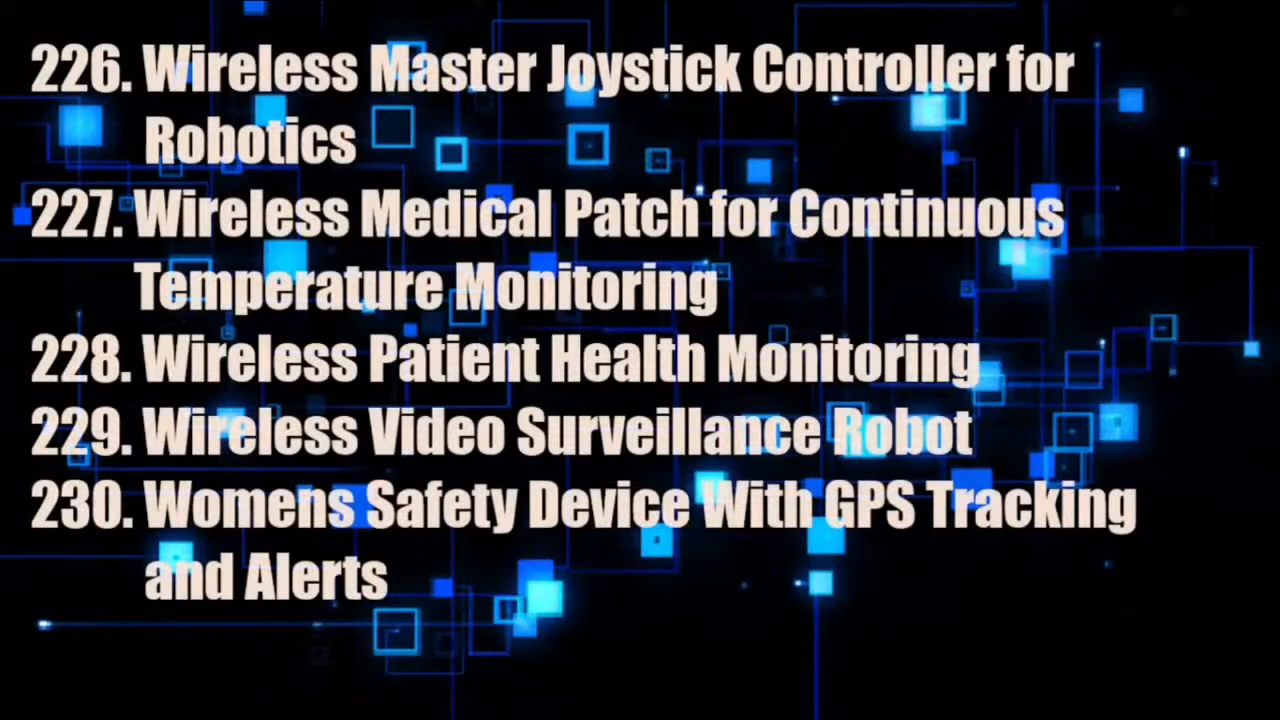 226. Wireless Master Joystick Controller for
Robotics
227. Wireless Medical Patch for Continuous
Temperature Monitoring
228. Wireless Patient Health Monitoring
229. Wireless Video Surveillance Robot
230. Womens Safety Device With GPS Tracking
and Alerts